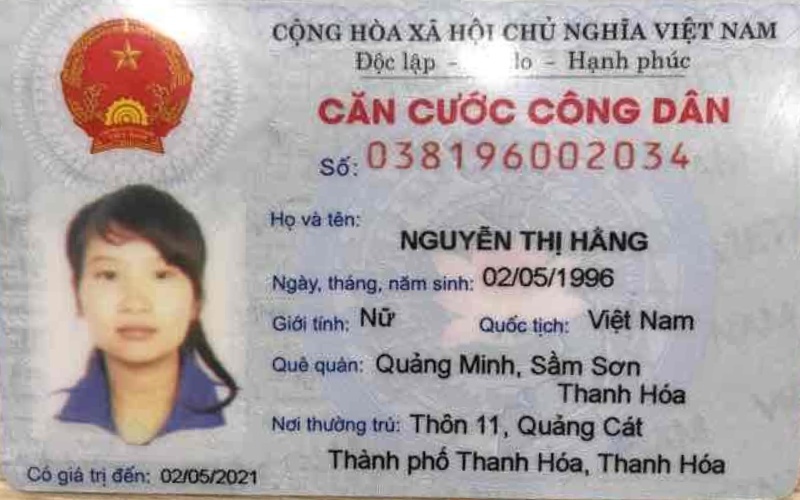 CỘNG HÒA XÃ HỘI CHỦ NGHĨA VIỆT NAM
Độc lập - do - Hạnh phúc
CĂN CƯỚC CÔNG DÂN
Số: 038196002034
Họ và tên:
NGUYỄN THỊ HẰNG
Ngày, tháng, năm sinh: 02/05/1996
Giới tính: Nữ Quốc tịch: Việt Nam
Quê quán: Quảng Minh, Sầm Sơn
Thanh Hóa
Nơi thường trú: Thôn 11, Quảng Cát
Thành phố Thanh Hóa, Thanh Hóa
Có giá trị đến: 02/05/2021